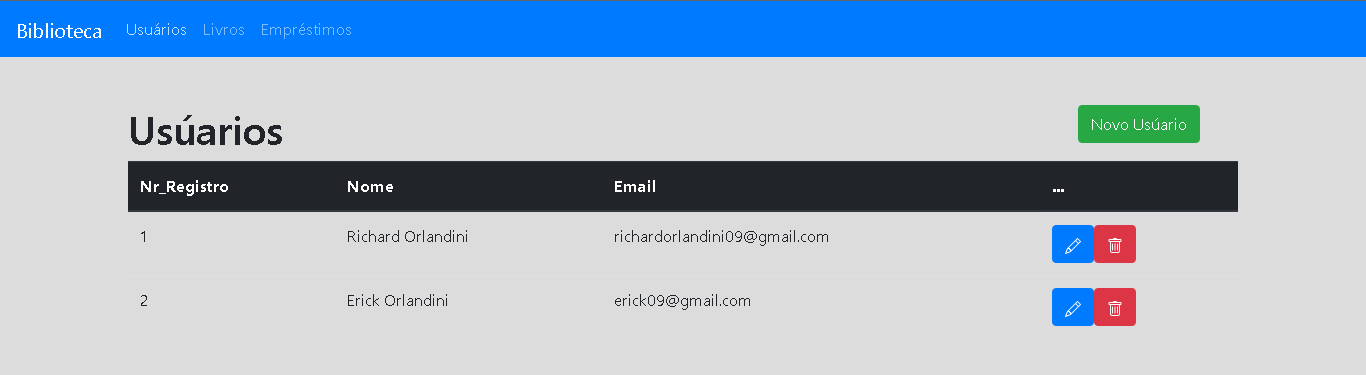 Biblioteca Usuários Livros Empréstimos
Usúarios
Novo Usúario
Nr_Registro Nome Email ...
1 Richard Orlandini richardorlandini09@gmail.com
2 Erick Orlandini erick09@gmail.com